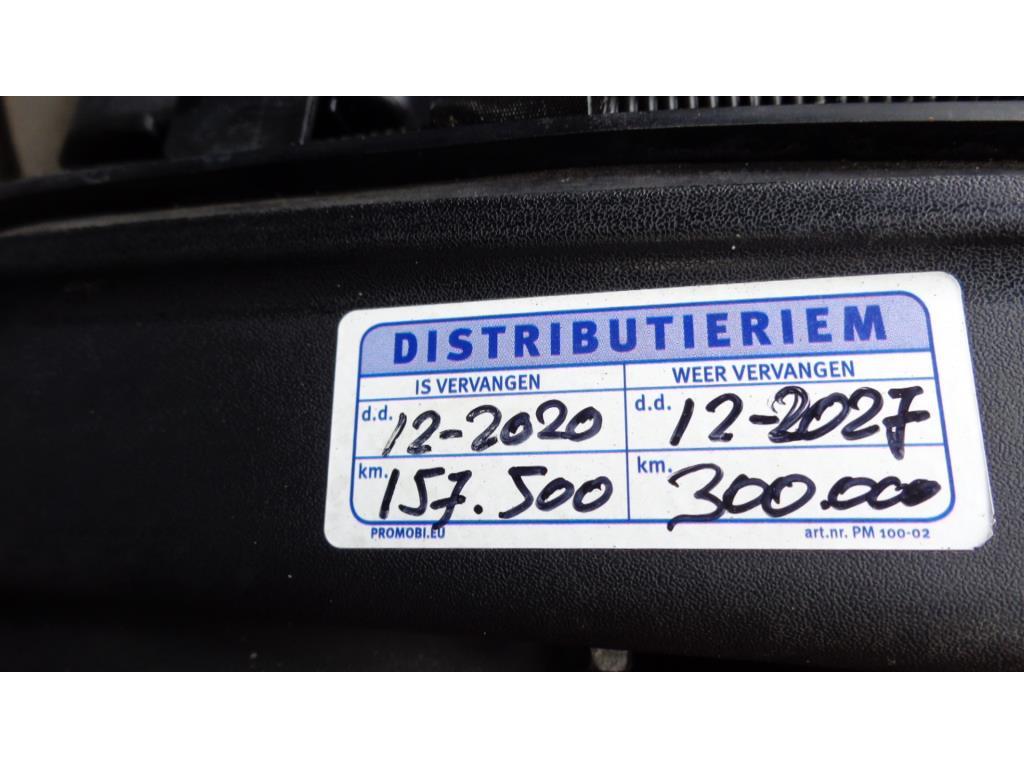 DISTRIBUTIERIEM
IS VERVANGEN WEER VERVANGEN
d.d. 12-2020 d.d. 12-2027
km. 157.500 km. 300.000
PROMOBI.EU art.nr. PM 100-02